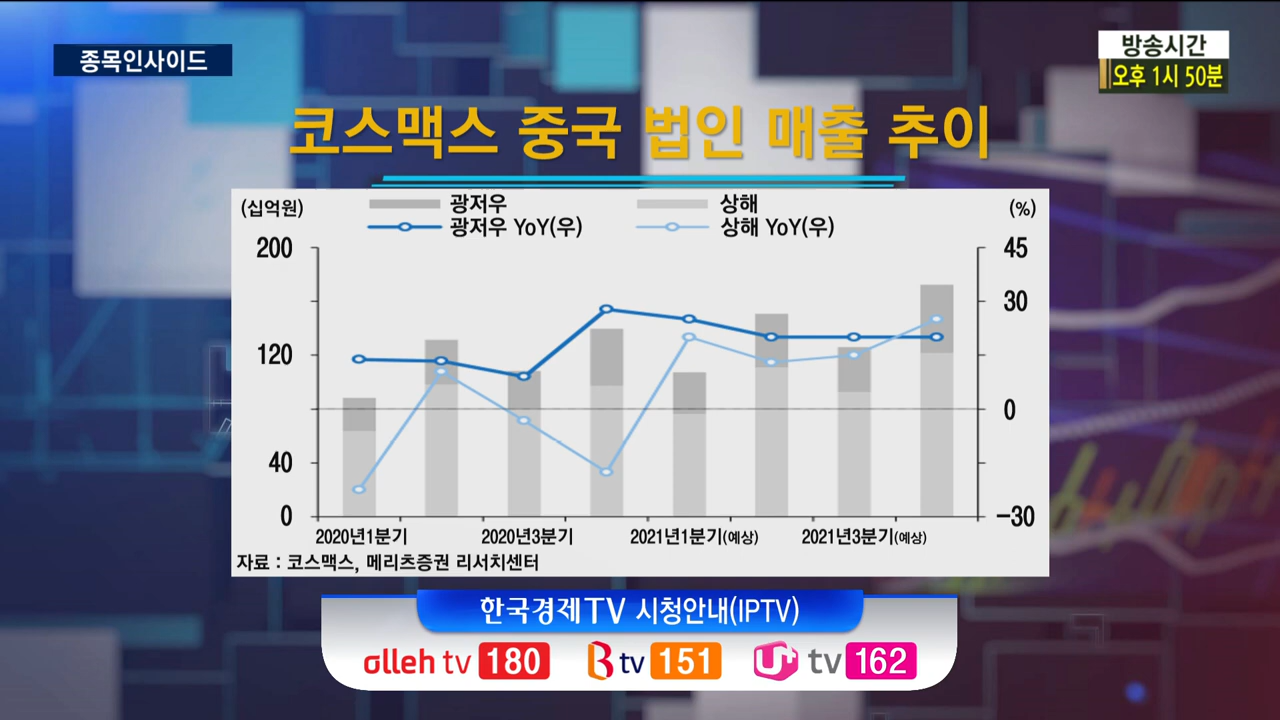 종목인사이드
방송시간
오후 1시 50분
코스맥스 중국 법인 매출 추이
(십억원)
광저우
상해
(%)
광저우 YoY(우)
상해 YoY(우)
200
120
40
0
45
30
0
-30
2020년1분기
2020년3분기
2021년1분기(예상)
2021년3분기(예상)
자료 : 코스맥스, 메리츠증권 리서치센터
한국경제TV 시청안내(IPTV)
olleh tv 180
B tv 151
U+ tv 162